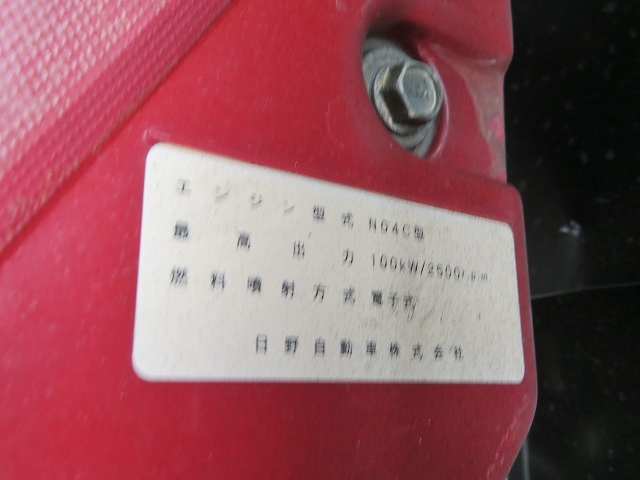 エンジン型式 N04C型
最高出力 100kW/2500r.p.m
燃料噴射方式 電子式
日野自動車株式会社